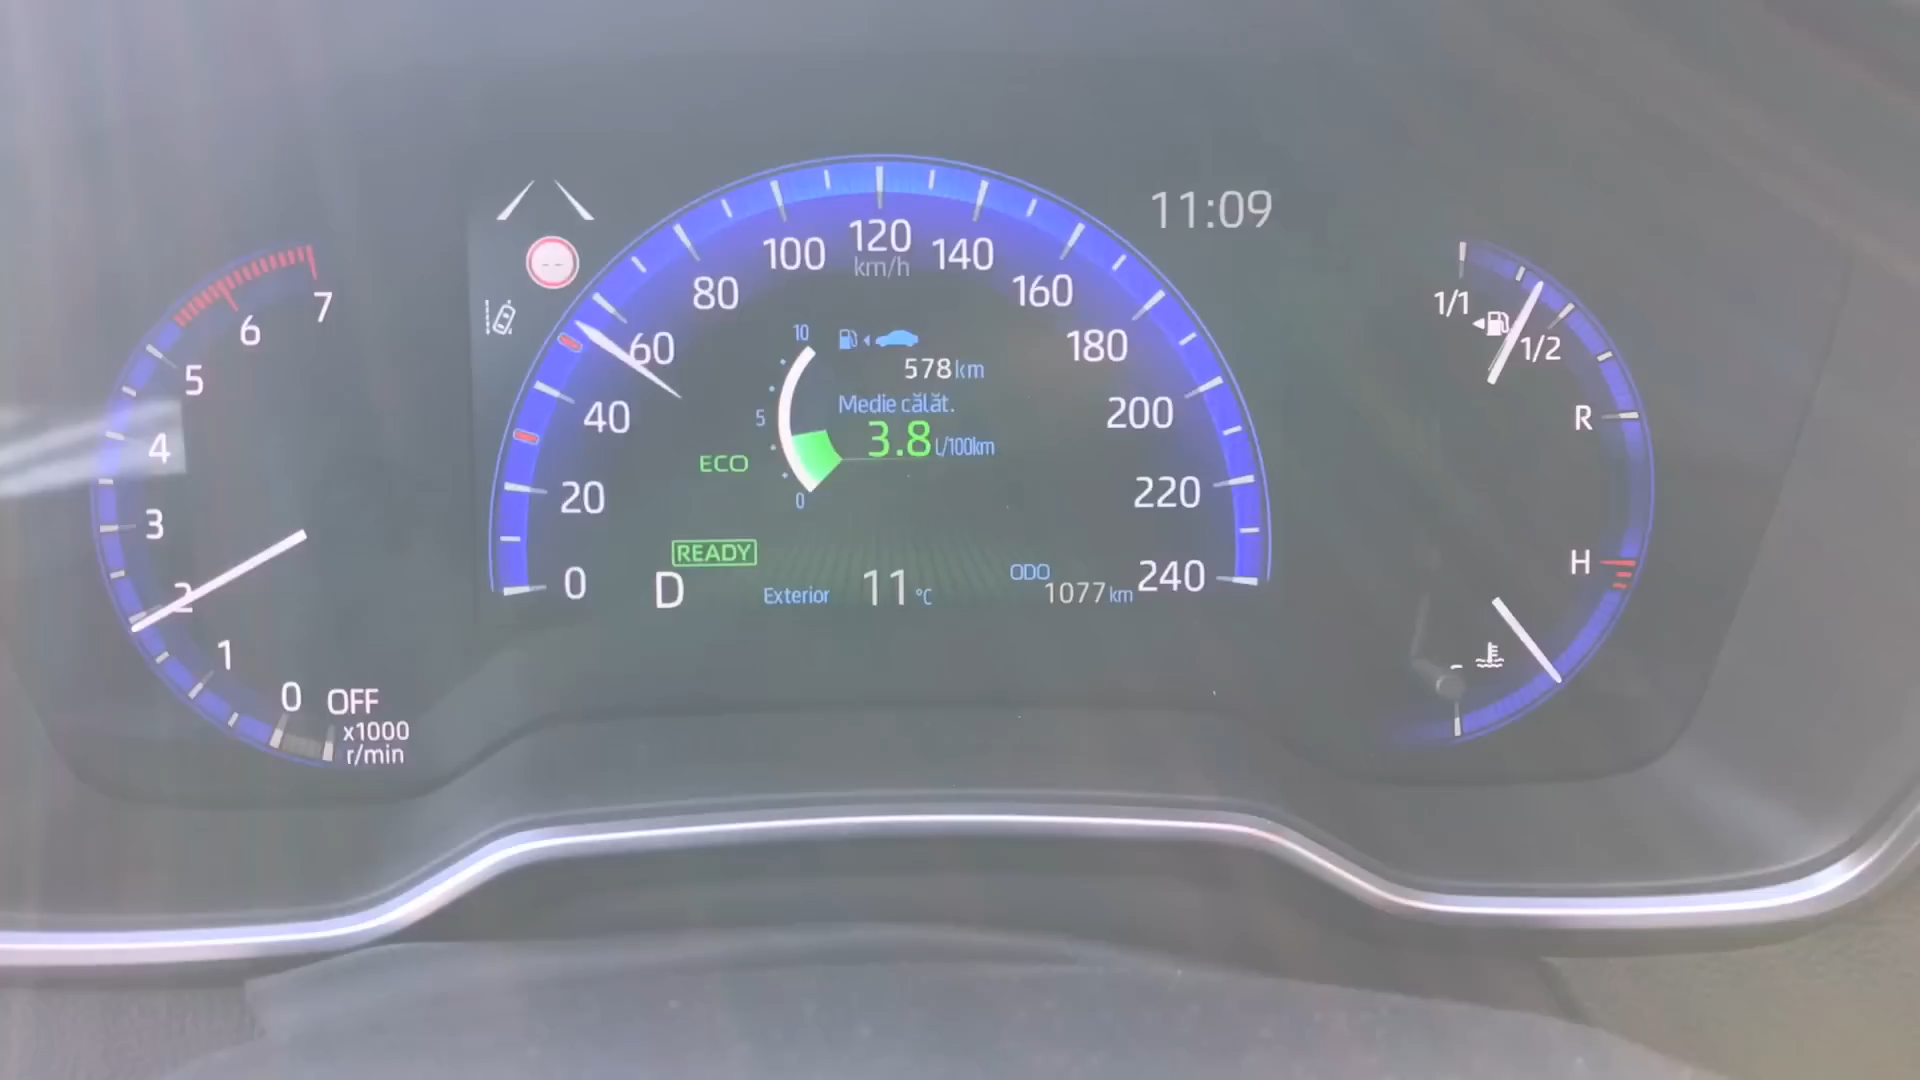 11:09
7
6
5
4
3
2
1
0
OFF
x1000
r/min
0
20
40
60
80
100
120
km/h
140
160
180
200
220
240
--
10
5
0
578 km
Medie călăt.
3.8 L/100km
ECO
READY
D
Exterior 11 °C
ODO
1077 km
1/1
1/2
R
H